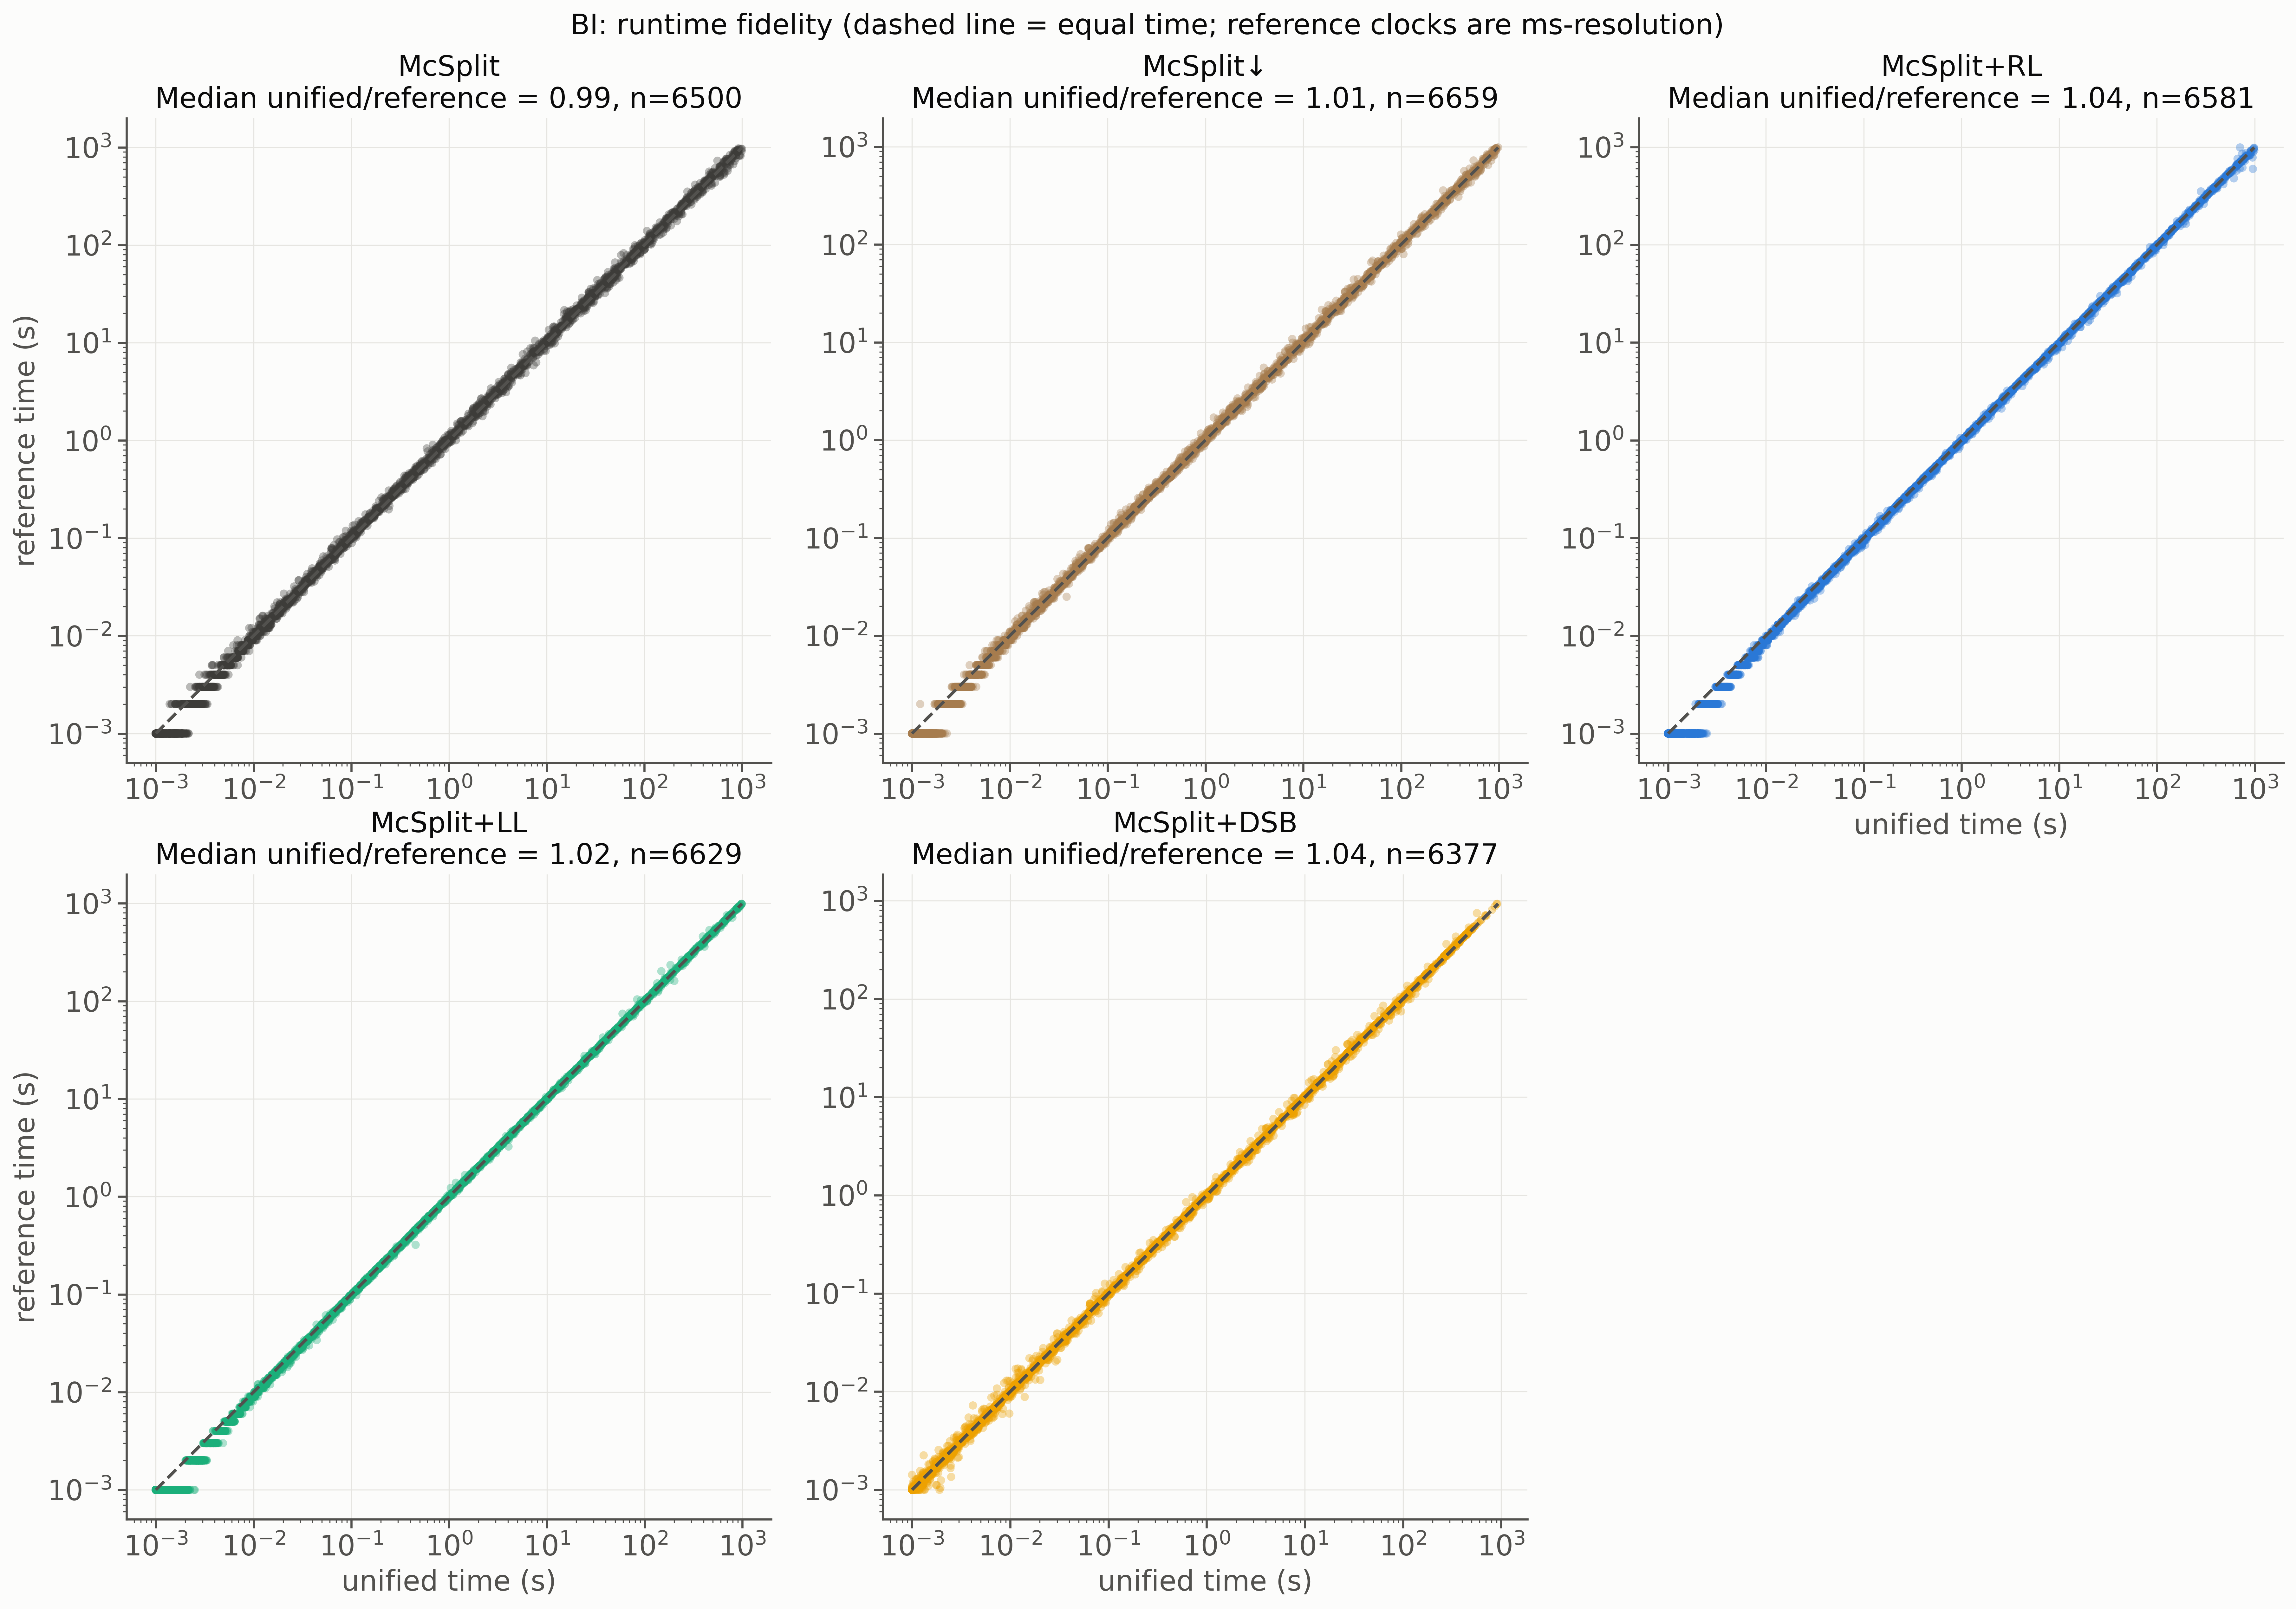 BI: runtime fidelity (dashed line = equal time; reference clocks are ms-resolution)
McSplit
Median unified/reference = 0.99, n=6500
reference time (s)
10³
10²
10¹
10⁰
10⁻¹
10⁻²
10⁻³
10⁻³ 10⁻² 10⁻¹ 10⁰ 10¹ 10² 10³
McSplit↓
Median unified/reference = 1.01, n=6659
10³
10²
10¹
10⁰
10⁻¹
10⁻²
10⁻³
10⁻³ 10⁻² 10⁻¹ 10⁰ 10¹ 10² 10³
McSplit+RL
Median unified/reference = 1.04, n=6581
10³
10²
10¹
10⁰
10⁻¹
10⁻²
10⁻³
10⁻³ 10⁻² 10⁻¹ 10⁰ 10¹ 10² 10³
unified time (s)
McSplit+LL
Median unified/reference = 1.02, n=6629
reference time (s)
10³
10²
10¹
10⁰
10⁻¹
10⁻²
10⁻³
10⁻³ 10⁻² 10⁻¹ 10⁰ 10¹ 10² 10³
unified time (s)
McSplit+DSB
Median unified/reference = 1.04, n=6377
10³
10²
10¹
10⁰
10⁻¹
10⁻²
10⁻³
10⁻³ 10⁻² 10⁻¹ 10⁰ 10¹ 10² 10³
unified time (s)